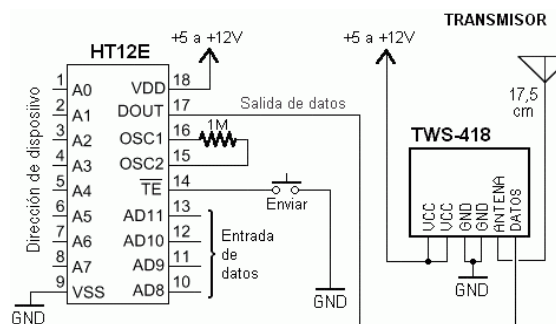 TRANSMISOR
+5 a +12V
+5 a +12V
HT12E
1 A0
2 A1
3 A2
4 A3
5 A4
6 A5
7 A6
8 A7
9 VSS
VDD 18
DOUT 17
OSC1 16
OSC2 15
TE 14
AD11 13
AD10 12
AD9 11
AD8 10
Dirección de dispositivo
Salida de datos
1M
Enviar
Entrada
de
datos
GND
GND
17,5
cm
TWS-418
VCC
VCC
GND
GND
ANTENA
DATOS
GND